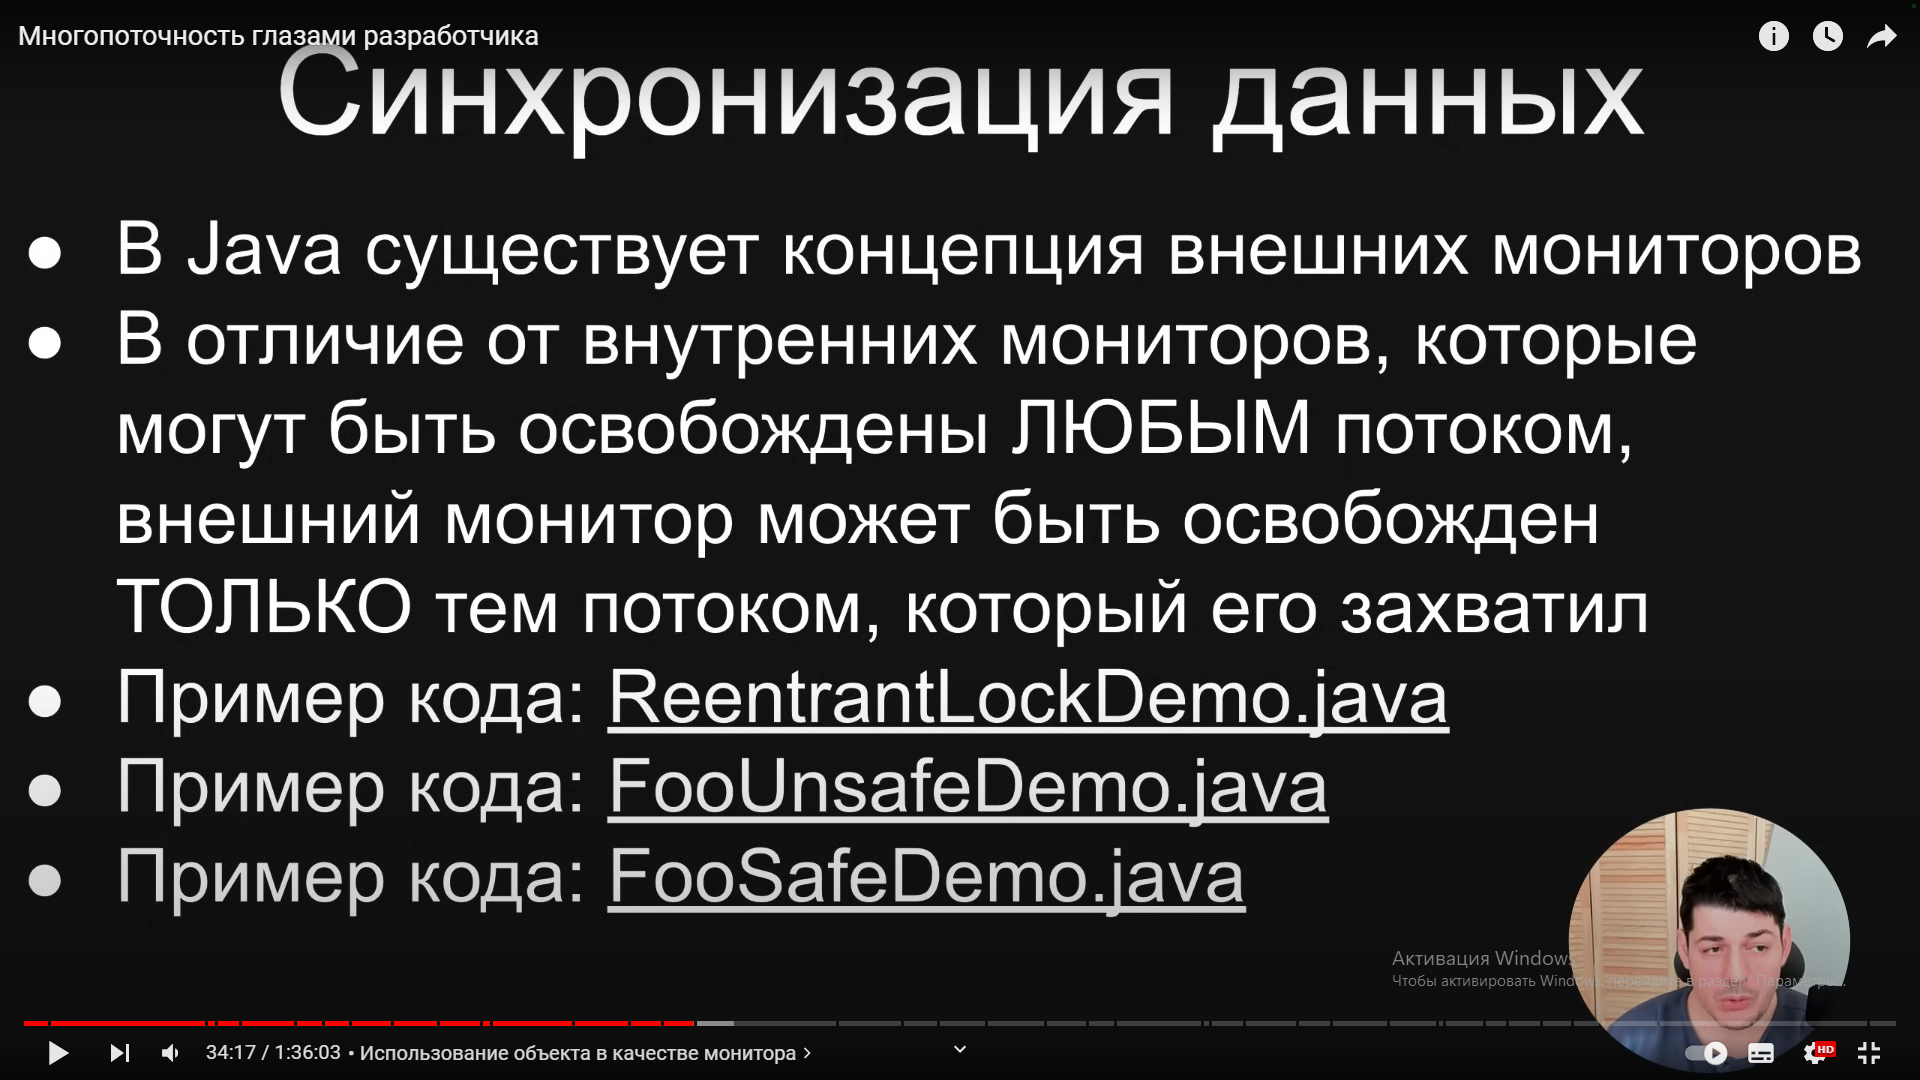 Многопоточность глазами разработчика
Синхронизация данных
● В Java существует концепция внешних мониторов
● В отличие от внутренних мониторов, которые
могут быть освобождены ЛЮБЫМ потоком,
внешний монитор может быть освобожден
ТОЛЬКО тем потоком, который его захватил
● Пример кода: ReentrantLockDemo.java
● Пример кода: FooUnsafeDemo.java
● Пример кода: FooSafeDemo.java
Активация Windows
Чтобы активировать Windows, перейдите в раздел "Параметры".
34:17 / 1:36:03 • Использование объекта в качестве монитора
HD